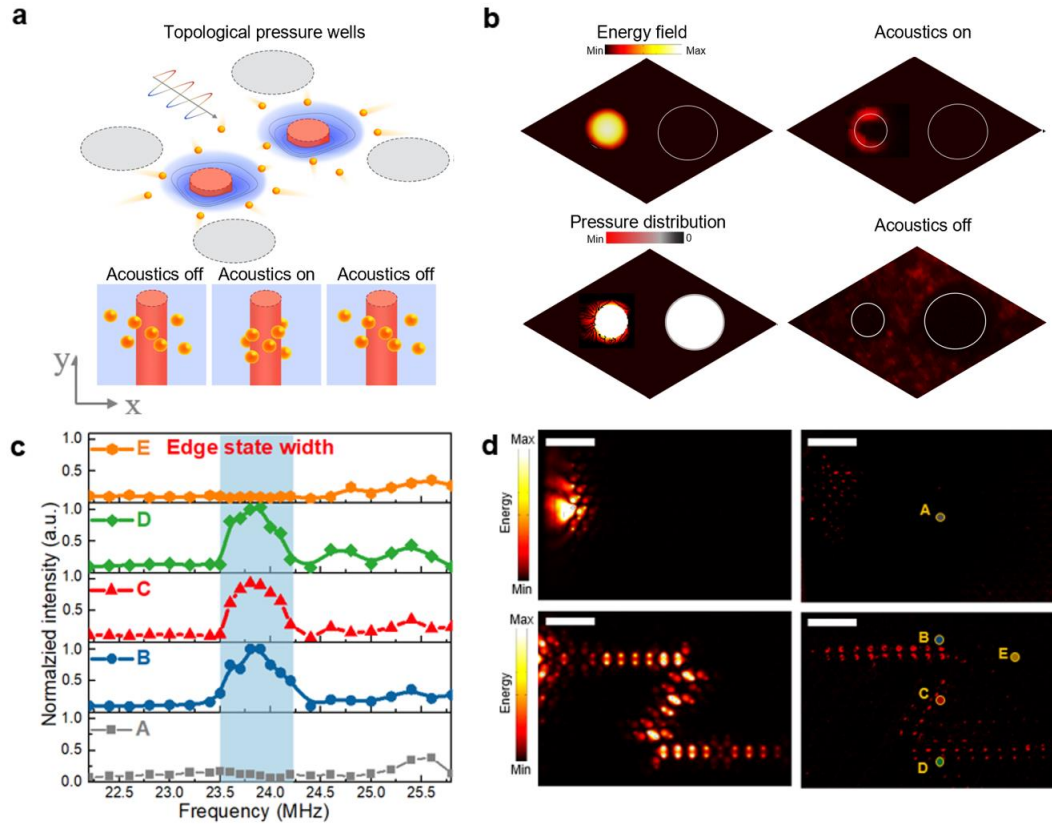 a
Topological pressure wells
Acoustics off Acoustics on Acoustics off
y
x
b
Energy field
Min Max
Acoustics on
Pressure distribution
Min 0
Acoustics off
c
E Edge state width
D
C
B
A
1.0
0.5
1.0
0.5
1.0
0.5
1.0
0.5
1.0
0.5
0.0
Normalzied intensity (a.u.)
22.5 23.0 23.5 24.0 24.5 25.0 25.5
Frequency (MHz)
d
Max
Energy
Min
A
Max
Energy
Min
B
E
C
D